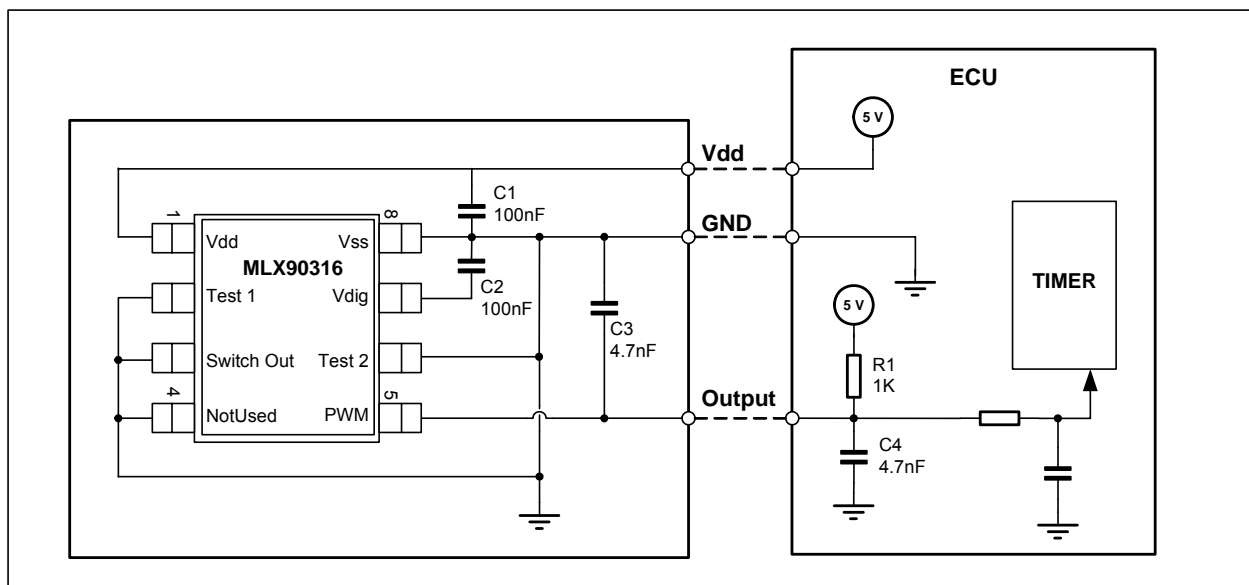 ECU
5 V
Vdd
C1
100nF
GND
1
8
Vdd
Vss
MLX90316
Test 1
Vdig
C2
100nF
TIMER
5 V
C3
4.7nF
Switch Out
Test 2
R1
1K
4
5
NotUsed
PWM
Output
C4
4.7nF